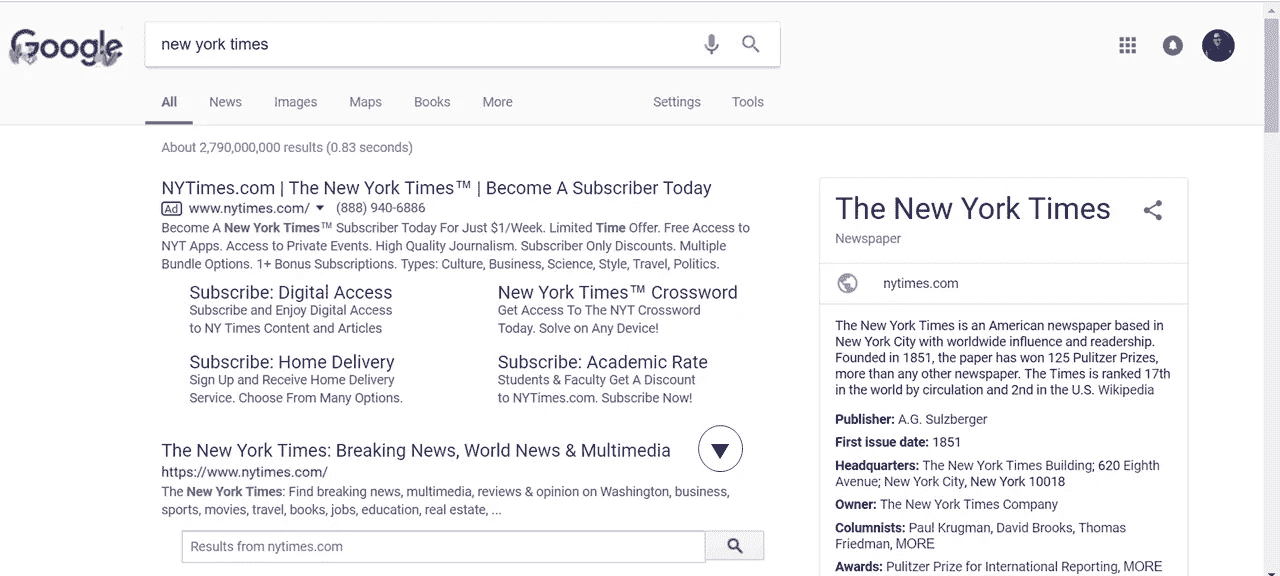 Google
new york times
All News Images Maps Books More Settings Tools
About 2,790,000,000 results (0.83 seconds)
NYTimes.com | The New York Times™ | Become A Subscriber Today
Ad www.nytimes.com/ (888) 940-6886
Become A New York Times™ Subscriber Today For Just $1/Week. Limited Time Offer. Free Access to
NYT Apps. Access to Private Events. High Quality Journalism. Subscriber Only Discounts. Multiple
Bundle Options. 1+ Bonus Subscriptions. Types: Culture, Business, Science, Style, Travel, Politics.
Subscribe: Digital Access
Subscribe and Enjoy Digital Access
to NY Times Content and Articles
New York Times™ Crossword
Get Access To The NYT Crossword
Today. Solve on Any Device!
Subscribe: Home Delivery
Sign Up and Receive Home Delivery
Service. Choose From Many Options.
Subscribe: Academic Rate
Students & Faculty Get A Discount
to NYTimes.com. Subscribe Now!
The New York Times: Breaking News, World News & Multimedia
https://www.nytimes.com/
The New York Times: Find breaking news, multimedia, reviews & opinion on Washington, business,
sports, movies, travel, books, jobs, education, real estate, ...
Results from nytimes.com
The New York Times
Newspaper
nytimes.com
The New York Times is an American newspaper based in
New York City with worldwide influence and readership.
Founded in 1851, the paper has won 125 Pulitzer Prizes,
more than any other newspaper. The Times is ranked 17th
in the world by circulation and 2nd in the U.S. Wikipedia
Publisher: A.G. Sulzberger
First issue date: 1851
Headquarters: The New York Times Building; 620 Eighth
Avenue; New York City, New York 10018
Owner: The New York Times Company
Columnists: Paul Krugman, David Brooks, Thomas
Friedman, MORE
Awards: Pulitzer Prize for International Reporting, MORE